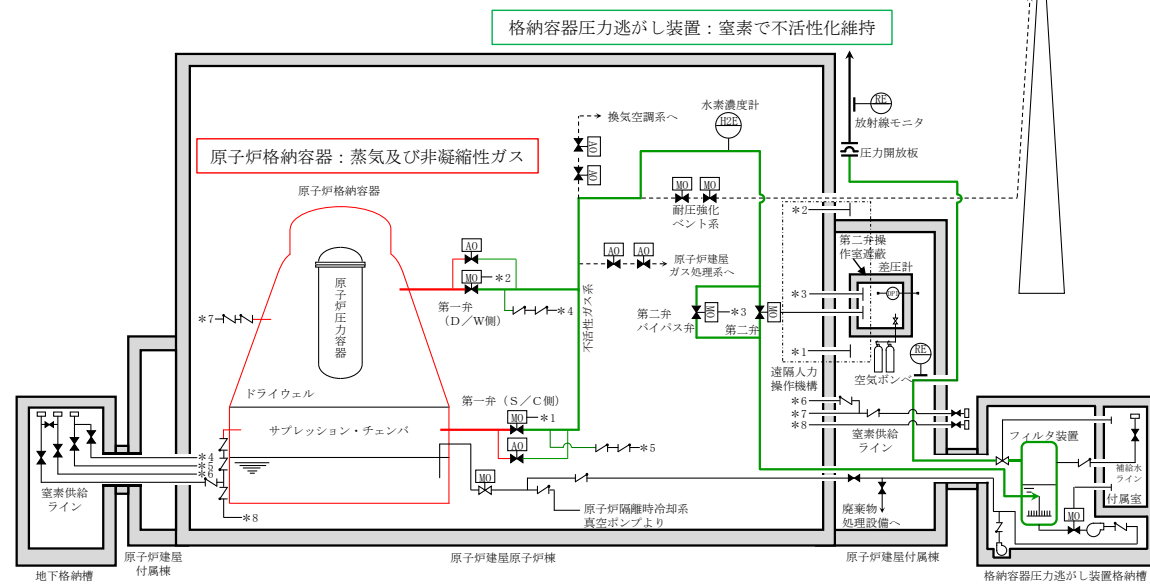 格納容器圧力逃がし装置：窒素で不活性化維持
水素濃度計
H2E
換気空調系へ
RE
放射線モニタ
圧力開放板
原子炉格納容器：蒸気及び非凝縮性ガス
原子炉格納容器
原子炉圧力容器
MO
MO
耐圧強化
ベント系
＊2
第二弁操
作室遮蔽
差圧計
AO
MO
＊2
AO
AO
原子炉建屋
ガス処理系へ
DPI
＊3
第一弁
（D／W側）
＊4
不活性ガス系
＊7
第二弁
バイパス弁
＊3
第二弁
＊1
RE
遠隔人力
操作機構
空気ボンベ
ドライウェル
第一弁（S／C側）
MO
＊1
AO
＊6
＊7
＊8
窒素供給
ライン
サプレッション・チェンバ
＊5
フィルタ装置
補給水
ライン
付属室
MO
＊4
＊5
＊6
窒素供給
ライン
MO
＊8
原子炉隔離時冷却系
真空ポンプより
廃棄物
処理設備へ
原子炉建屋
付属棟
原子炉建屋原子炉棟
原子炉建屋付属棟
地下格納槽
格納容器圧力逃がし装置格納槽